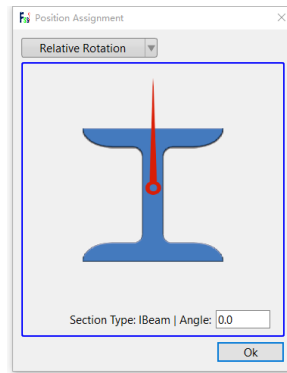 Position Assignment
Relative Rotation
Section Type: IBeam | Angle: 0.0
Ok